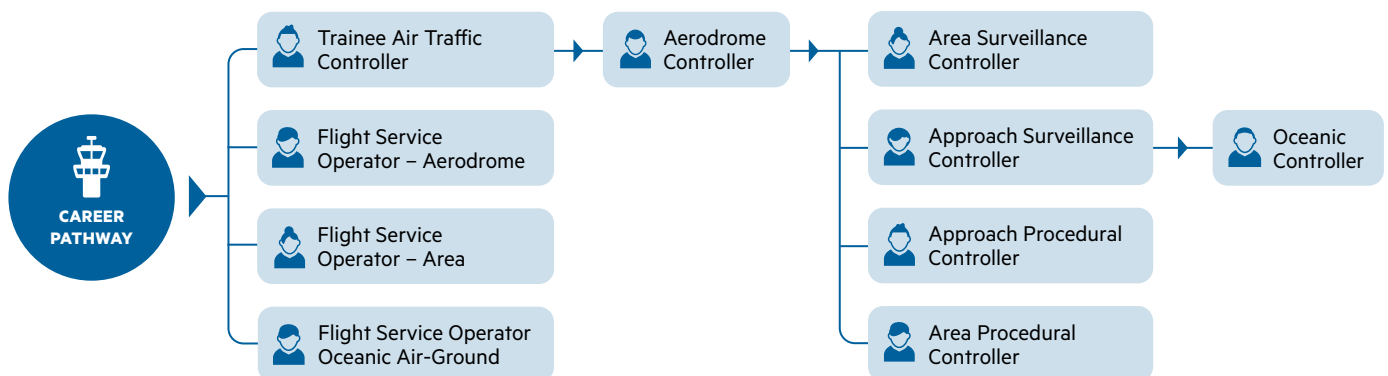 CAREER
PATHWAY
Trainee Air Traffic
Controller
Flight Service
Operator – Aerodrome
Flight Service
Operator – Area
Flight Service Operator
Oceanic Air-Ground
Aerodrome
Controller
Area Surveillance
Controller
Approach Surveillance
Controller
Approach Procedural
Controller
Area Procedural
Controller
Oceanic
Controller